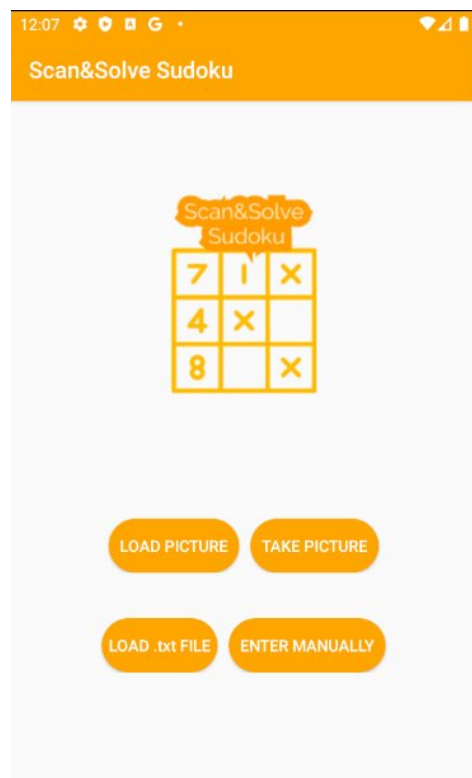 12:07
Scan&Solve Sudoku
Scan&Solve
Sudoku
7 1 ×
4 ×
8 ×
LOAD PICTURE TAKE PICTURE
LOAD .txt FILE ENTER MANUALLY